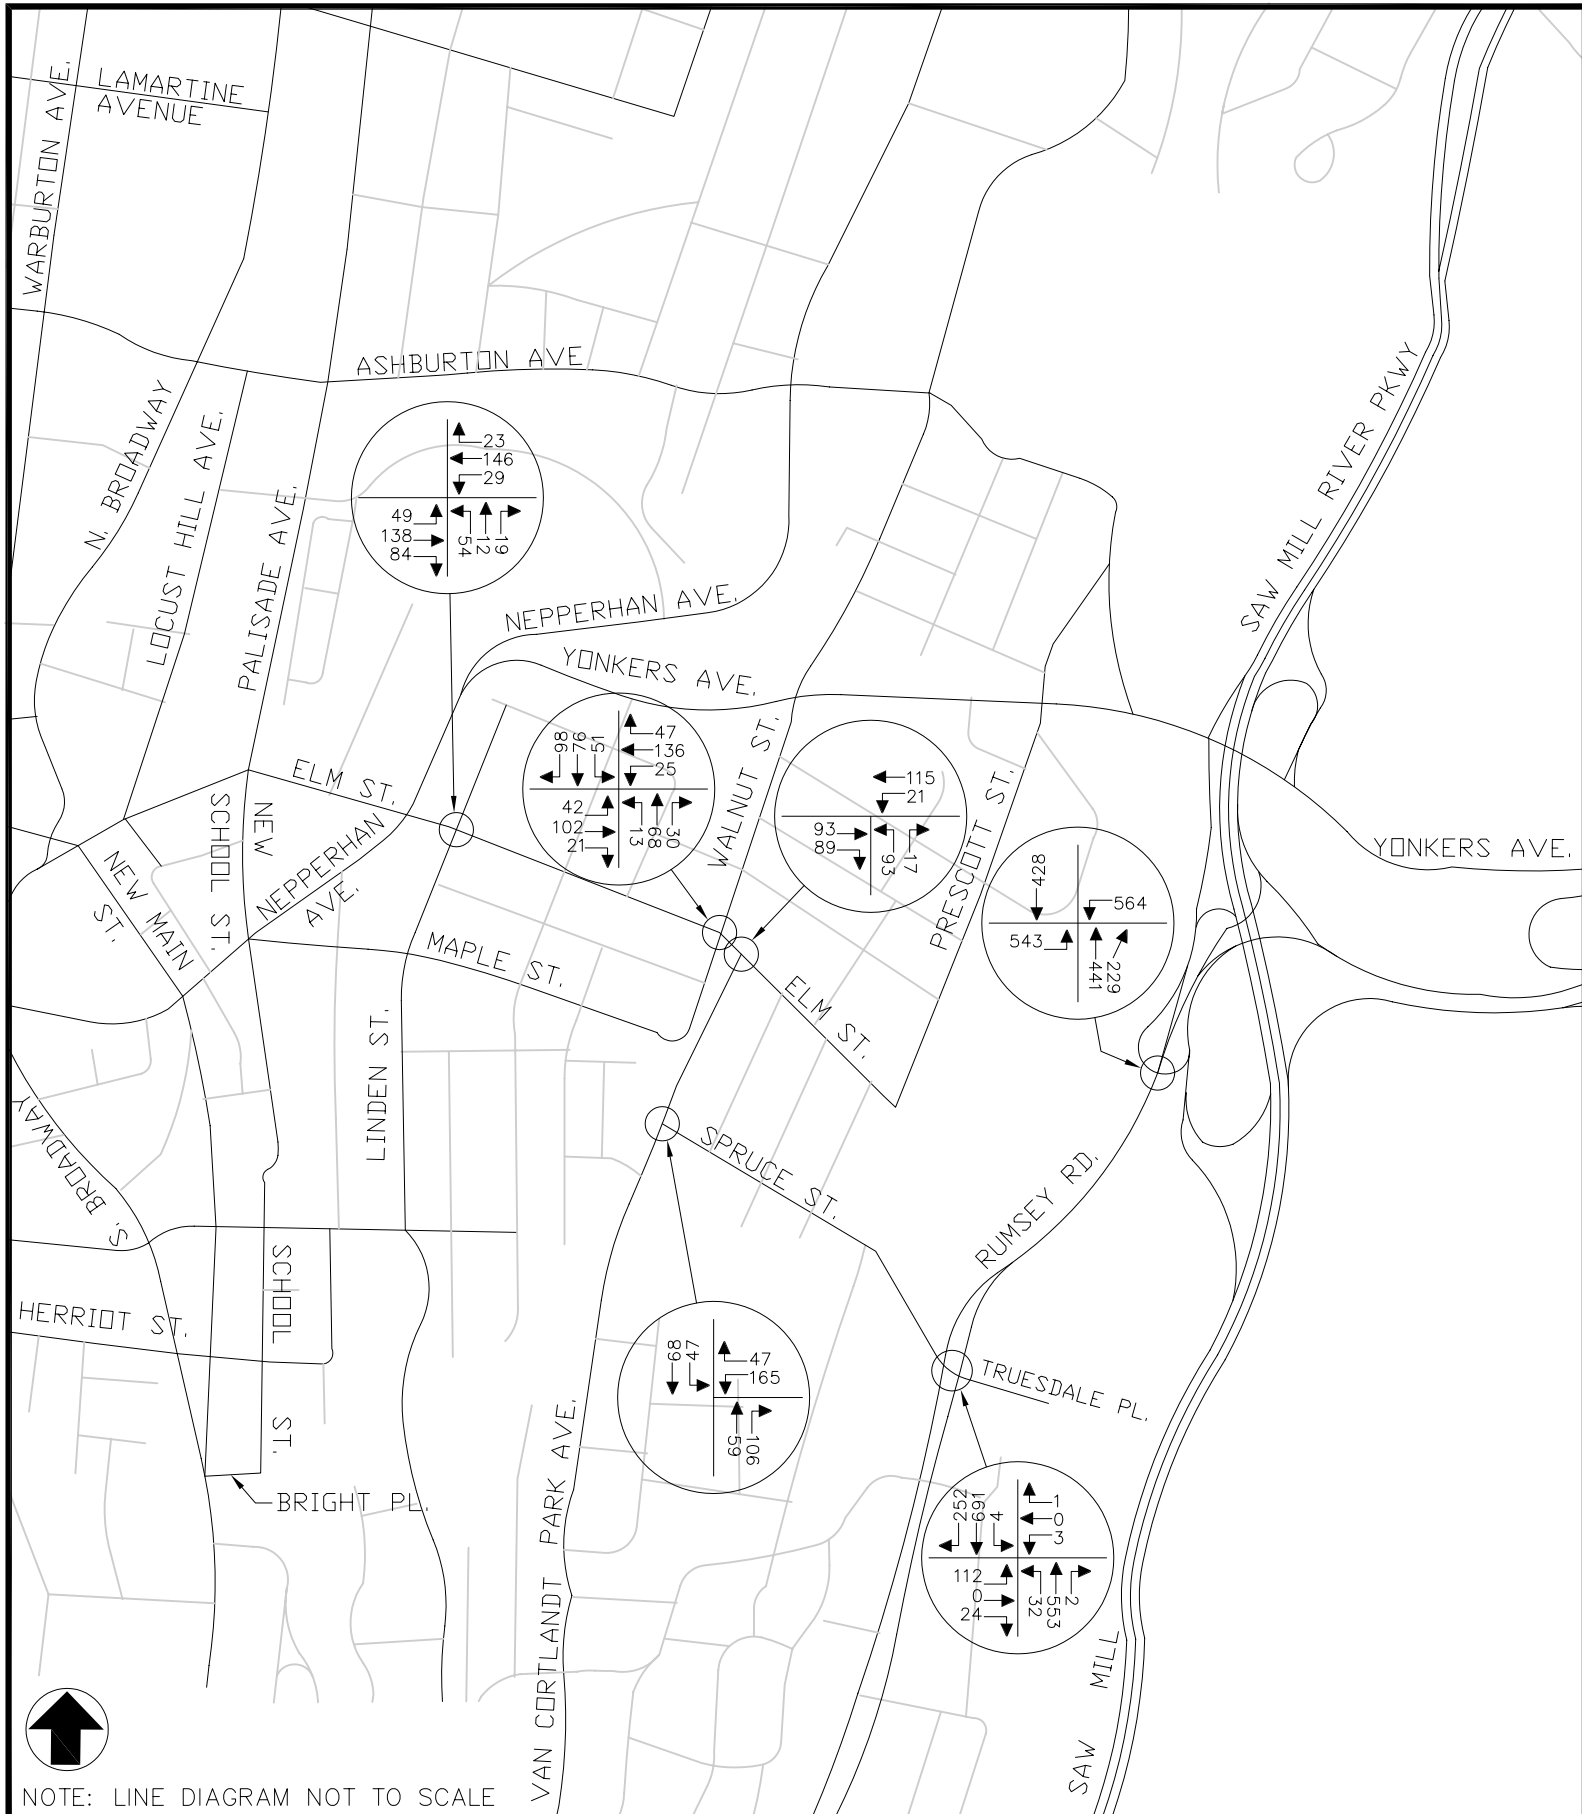 WARBURTON AVE.
LAMARTINE
AVENUE
ASHBURTON AVE
N. BROADWAY
LOCUST HILL AVE.
PALISADE AVE.
23
146
29
49
138
84
54
12
19
NEPPERHAN AVE.
YONKERS AVE.
SAW MILL RIVER PKWY
ELM ST.
NEW
SCHOOL ST.
NEPPERHAN
AVE.
NEW MAIN
ST.
98
97
51
47
136
25
42
102
21
13
68
30
WALNUT ST.
115
21
93
89
93
17
PRESCOTT ST.
428
564
543
441
229
YONKERS AVE.
MAPLE ST.
ELM ST.
LINDEN ST.
S. BROADWAY
SPRUCE ST.
RUMSEY RD.
HERRIOT ST.
SCHOOL ST.
68
47
47
165
59
106
TRUESDALE PL.
BRIGHT PL.
VAN CORTLANDT PARK AVE.
252
691
4
1
0
3
112
0
24
32
553
2
SAW MILL
NOTE: LINE DIAGRAM NOT TO SCALE